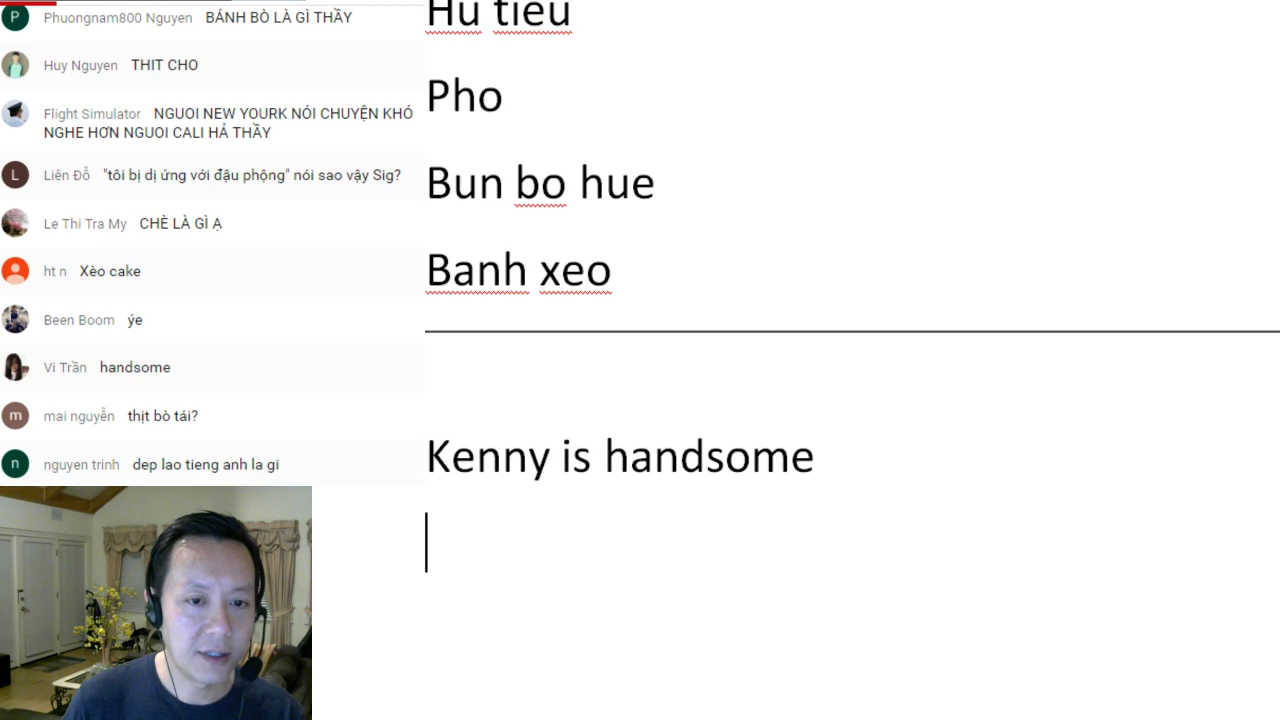 Phuongnam800 Nguyen BÁNH BÒ LÀ GÌ THẦY
Huy Nguyen THIT CHO
Flight Simulator NGUOI NEW YOURK NÓI CHUYỆN KHÓ
NGHE HƠN NGUOI CALI HẢ THẦY
Liên Đỗ "tôi bị dị ứng với đậu phộng" nói sao vậy Sig?
Le Thi Tra My CHÈ LÀ GÌ Ạ
ht n Xèo cake
Been Boom ýe
Vi Trần handsome
mai nguyễn thịt bò tái?
nguyen trinh dep lao tieng anh la gi
Hu tieu
Pho
Bun bo hue
Banh xeo
Kenny is handsome